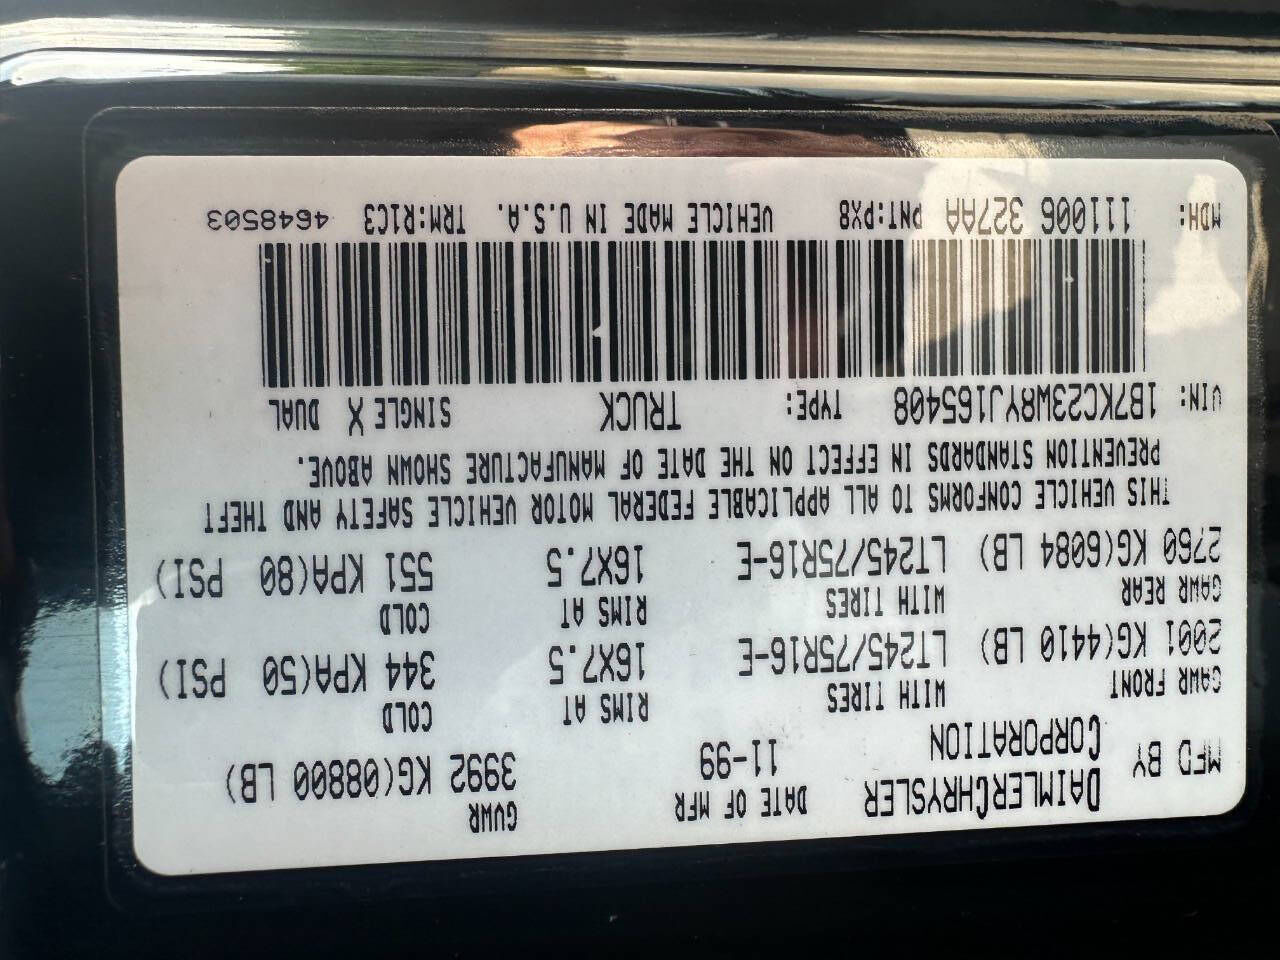 MFD BY DAIMLERCHRYSLER CORPORATION DATE OF MFR 11-99 GVWR 3992 KG(08800 LB)
GAWR FRONT WITH TIRES RIMS AT COLD
2001 KG(4410 LB) LT245/75R16-E 16X7.5 344 KPA(50 PSI)
GAWR REAR WITH TIRES RIMS AT COLD
2760 KG(6084 LB) LT245/75R16-E 16X7.5 551 KPA(80 PSI)
THIS VEHICLE CONFORMS TO ALL APPLICABLE FEDERAL MOTOR VEHICLE SAFETY AND THEFT
PREVENTION STANDARDS IN EFFECT ON THE DATE OF MANUFACTURE SHOWN ABOVE.
VIN: 1B7KC23W8YJ165408 TYPE: TRUCK SINGLE X DUAL
MDH: 111006 327AA PNT:PX8 VEHICLE MADE IN U.S.A. TRM:R1C3 4648503